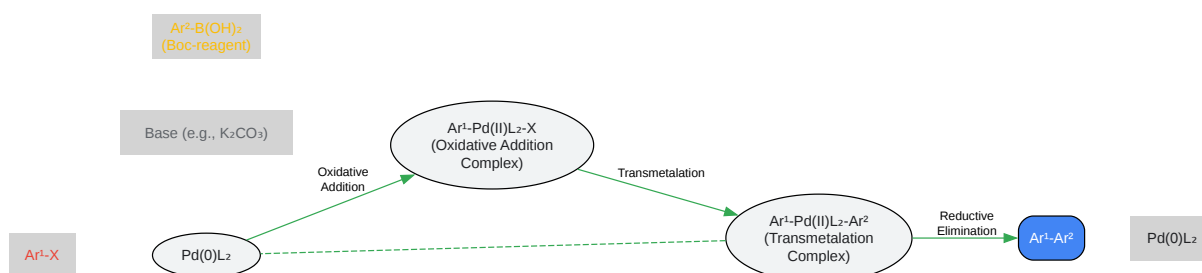 Ar²-B(OH)₂
(Boc-reagent)
Base (e.g., K₂CO₃)
Ar¹-Pd(II)L₂-X
(Oxidative Addition
Complex)
Oxidative
Addition
Transmetalation
Ar¹-X
Pd(0)L₂
Ar¹-Pd(II)L₂-Ar²
(Transmetalation
Complex)
Reductive
Elimination
Ar¹-Ar²
Pd(0)L₂